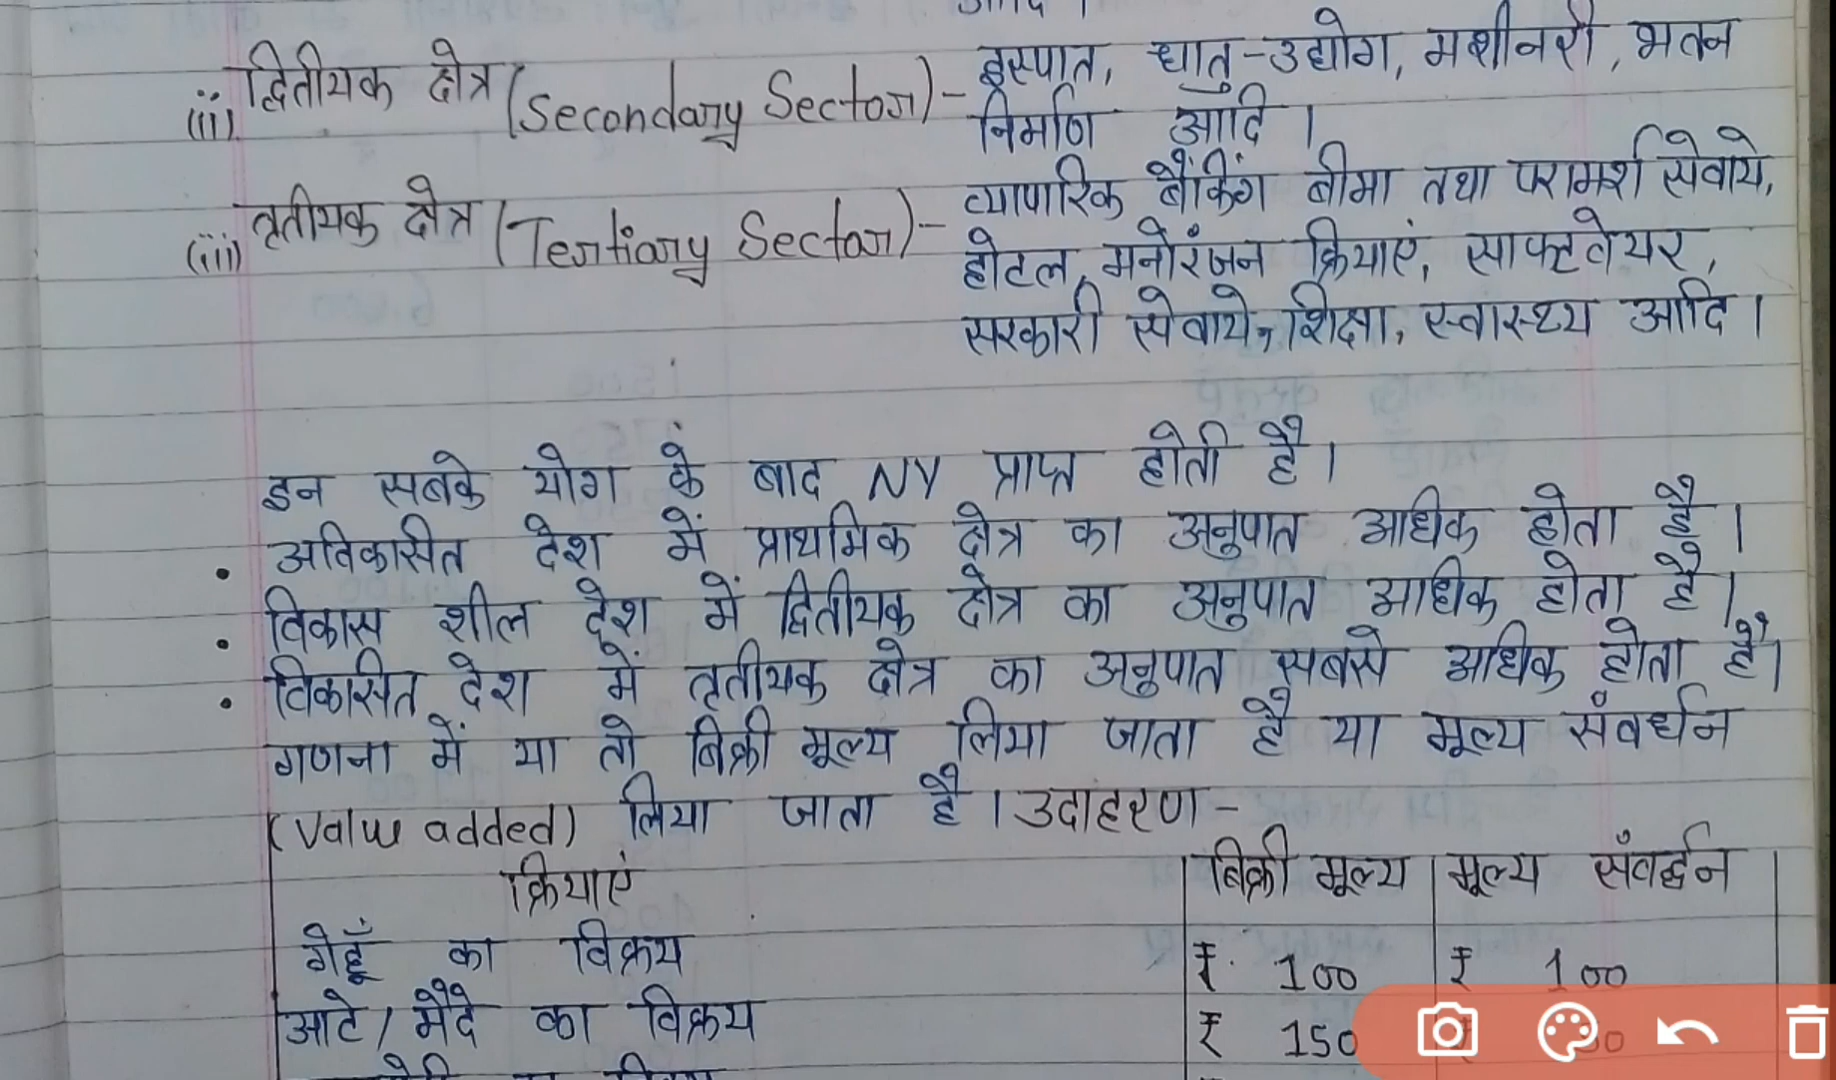 (ii) द्वितीयक क्षेत्र (Secondary Sector) - इस्पात, धातु-उद्योग, मशीनरी, भवन
निर्माण आदि।
(iii) तृतीयक क्षेत्र (Tertiary Sector) - व्यापारिक बैंकिंग बीमा तथा परामर्श सेवाये,
होटल, मनोरंजन क्रियाएं, साफ्टवेयर,
सरकारी सेवाये, शिक्षा, स्वास्थ्य आदि।
इन सबके योग के बाद NY प्राप्त होती है।
• अविकसित देश में प्राथमिक क्षेत्र का अनुपात अधिक होता है।
• विकास शील देश में द्वितीयक क्षेत्र का अनुपात अधिक होता है।
• विकसित देश में तृतीयक क्षेत्र का अनुपात सबसे अधिक होता है।
गणना में या तो बिक्री मूल्य लिया जाता है या मूल्य संवर्धन
(Value added) लिया जाता है। उदाहरण -
क्रियाएं बिक्री मूल्य मूल्य संवर्द्धन
गेहूँ का विक्रय ₹ 100 ₹ 100
आटे/मैदे का विक्रय ₹ 150